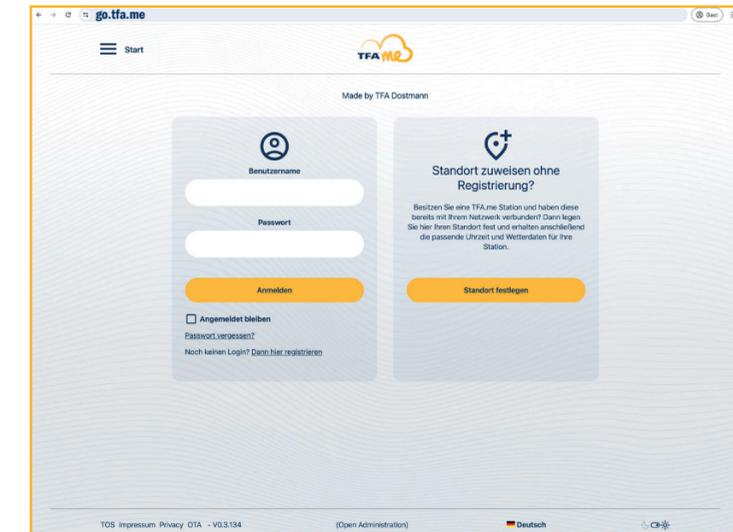 go.tfa.me
Gast
Start
TFA me
Made by TFA Dostmann
Benutzername
Passwort
Anmelden
Angemeldet bleiben
Passwort vergessen?
Noch keinen Login? Dann hier registrieren
Standort zuweisen ohne
Registrierung?
Besitzen Sie eine TFA.me Station und haben diese
bereits mit Ihrem Netzwerk verbunden? Dann legen
Sie hier Ihren Standort fest und erhalten anschließend
die passende Uhrzeit und Wetterdaten für Ihre
Station.
Standort festlegen
TOS Impressum Privacy OTA - V0.3.134
(Open Administration)
Deutsch